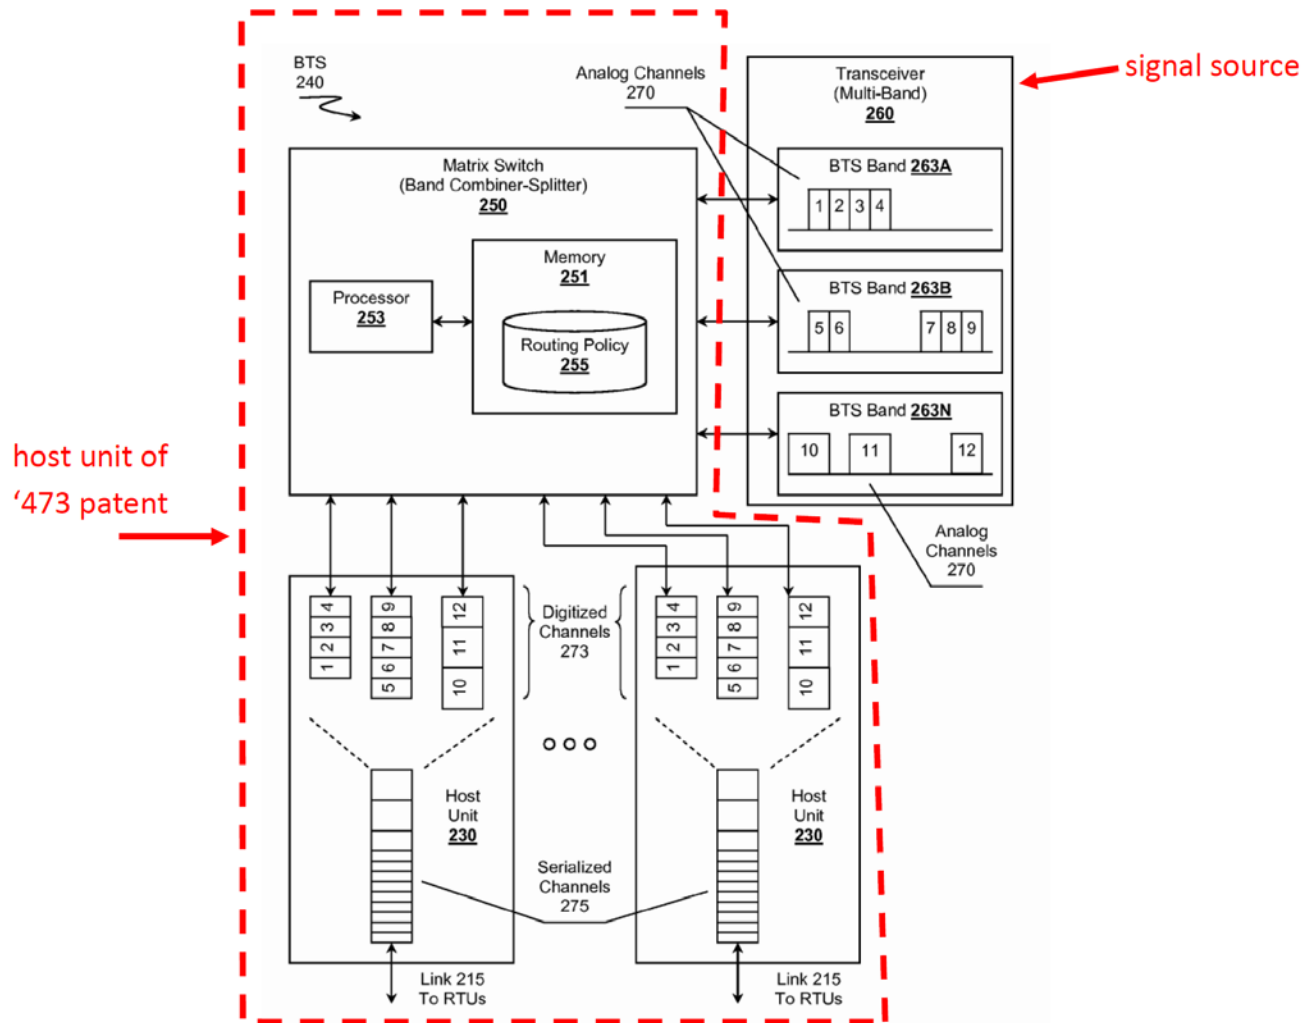 BTS
240
Analog Channels
270
Transceiver
(Multi-Band)
260
signal source
Matrix Switch
(Band Combiner-Splitter)
250
BTS Band 263A
1 2 3 4
Memory
251
Processor
253
Routing Policy
255
BTS Band 263B
5 6 7 8 9
BTS Band 263N
10 11 12
host unit of
‘473 patent
Analog
Channels
270
4
3
2
1
9
8
7
6
5
12
11
10
Digitized
Channels
273
4
3
2
1
9
8
7
6
5
12
11
10
Host
Unit
230
Host
Unit
230
Serialized
Channels
275
Link 215
To RTUs
Link 215
To RTUs